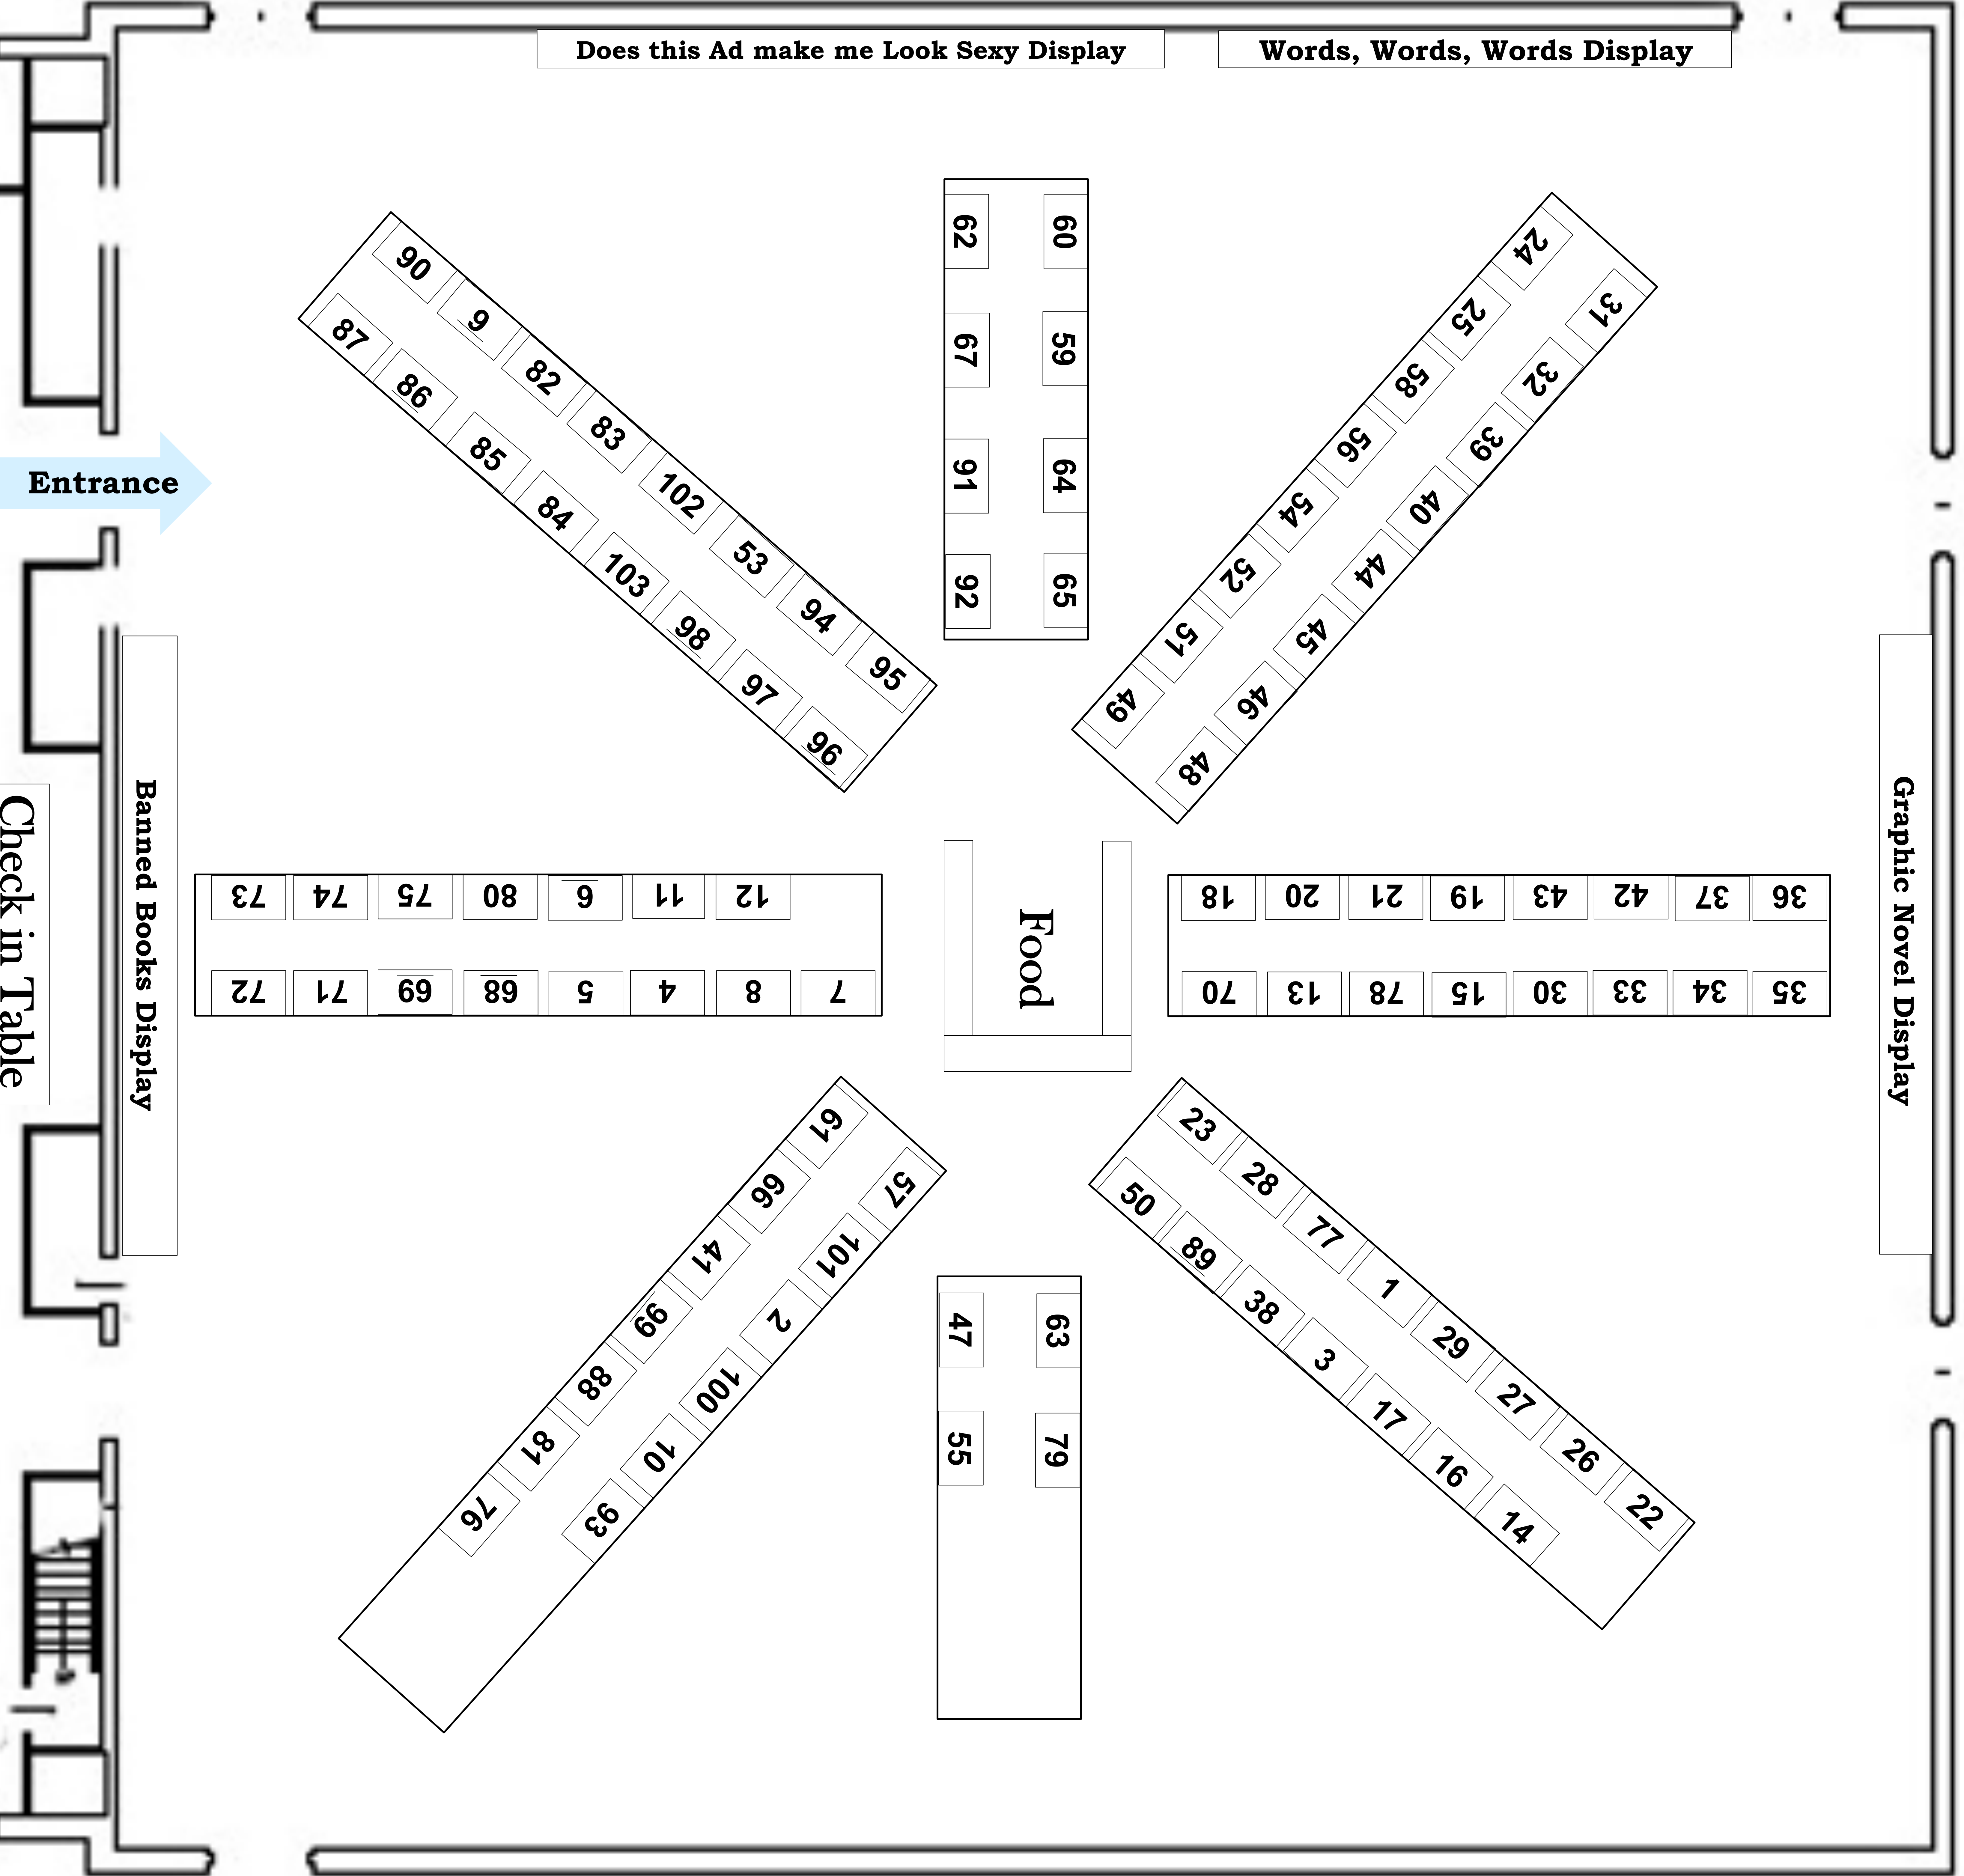 Does this Ad make me Look Sexy Display
Words, Words, Words Display
Entrance
Check in Table
Banned Books Display
Graphic Novel Display
Food
90 6 82 83 102 53 94 95
87 86 85 84 103 98 97 96
62 67 91 92
60 59 64 65
24 25 58 56 54 52 51 49
31 32 39 40 44 45 46 48
73 74 75 80 9 11 12
72 71 69 68 5 4 8 7
18 20 21 19 43 42 37 36
70 13 78 15 30 33 34 35
61 66 41 99 88 81 76
57 101 2 100 10 93
47 55
63 79
23 28 77 1 29 27 26 22
50 89 38 3 17 16 14